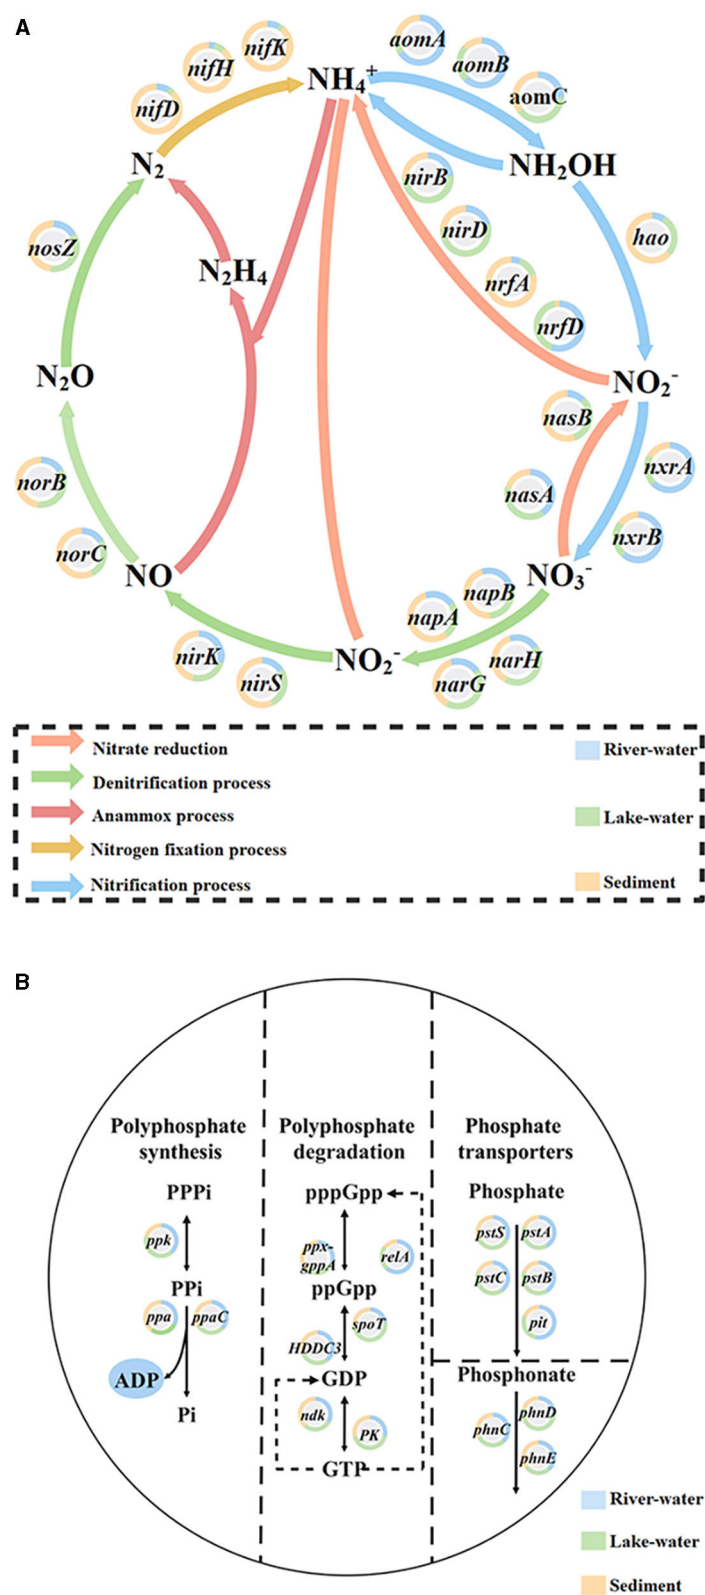 A
aomA
nifK
aomB
nifH
NH₄⁺
aomC
nifD
N₂
NH₂OH
nirB
nirD
hao
nosZ
N₂H₄
nrfA
nrfD
N₂O
NO₂⁻
nasB
nxrA
norB
nasA
nxrB
norC
NO
NO₃⁻
napB
napA
nirK
NO₂⁻
narH
nirS
narG
Nitrate reduction
River-water
Denitrification process
Anammox process
Lake-water
Nitrogen fixation process
Nitrification process
Sediment
B
Polyphosphate
synthesis
PPPi
ppk
PPi
ppa
ppaC
ADP
Pi
Polyphosphate
degradation
pppGpp
ppx-
gppA
relA
ppGpp
spoT
HDDC3
GDP
ndk
PK
GTP
Phosphate
transporters
Phosphate
pstS
pstA
pstC
pstB
pit
Phosphonate
phnD
phnC
phnE
River-water
Lake-water
Sediment